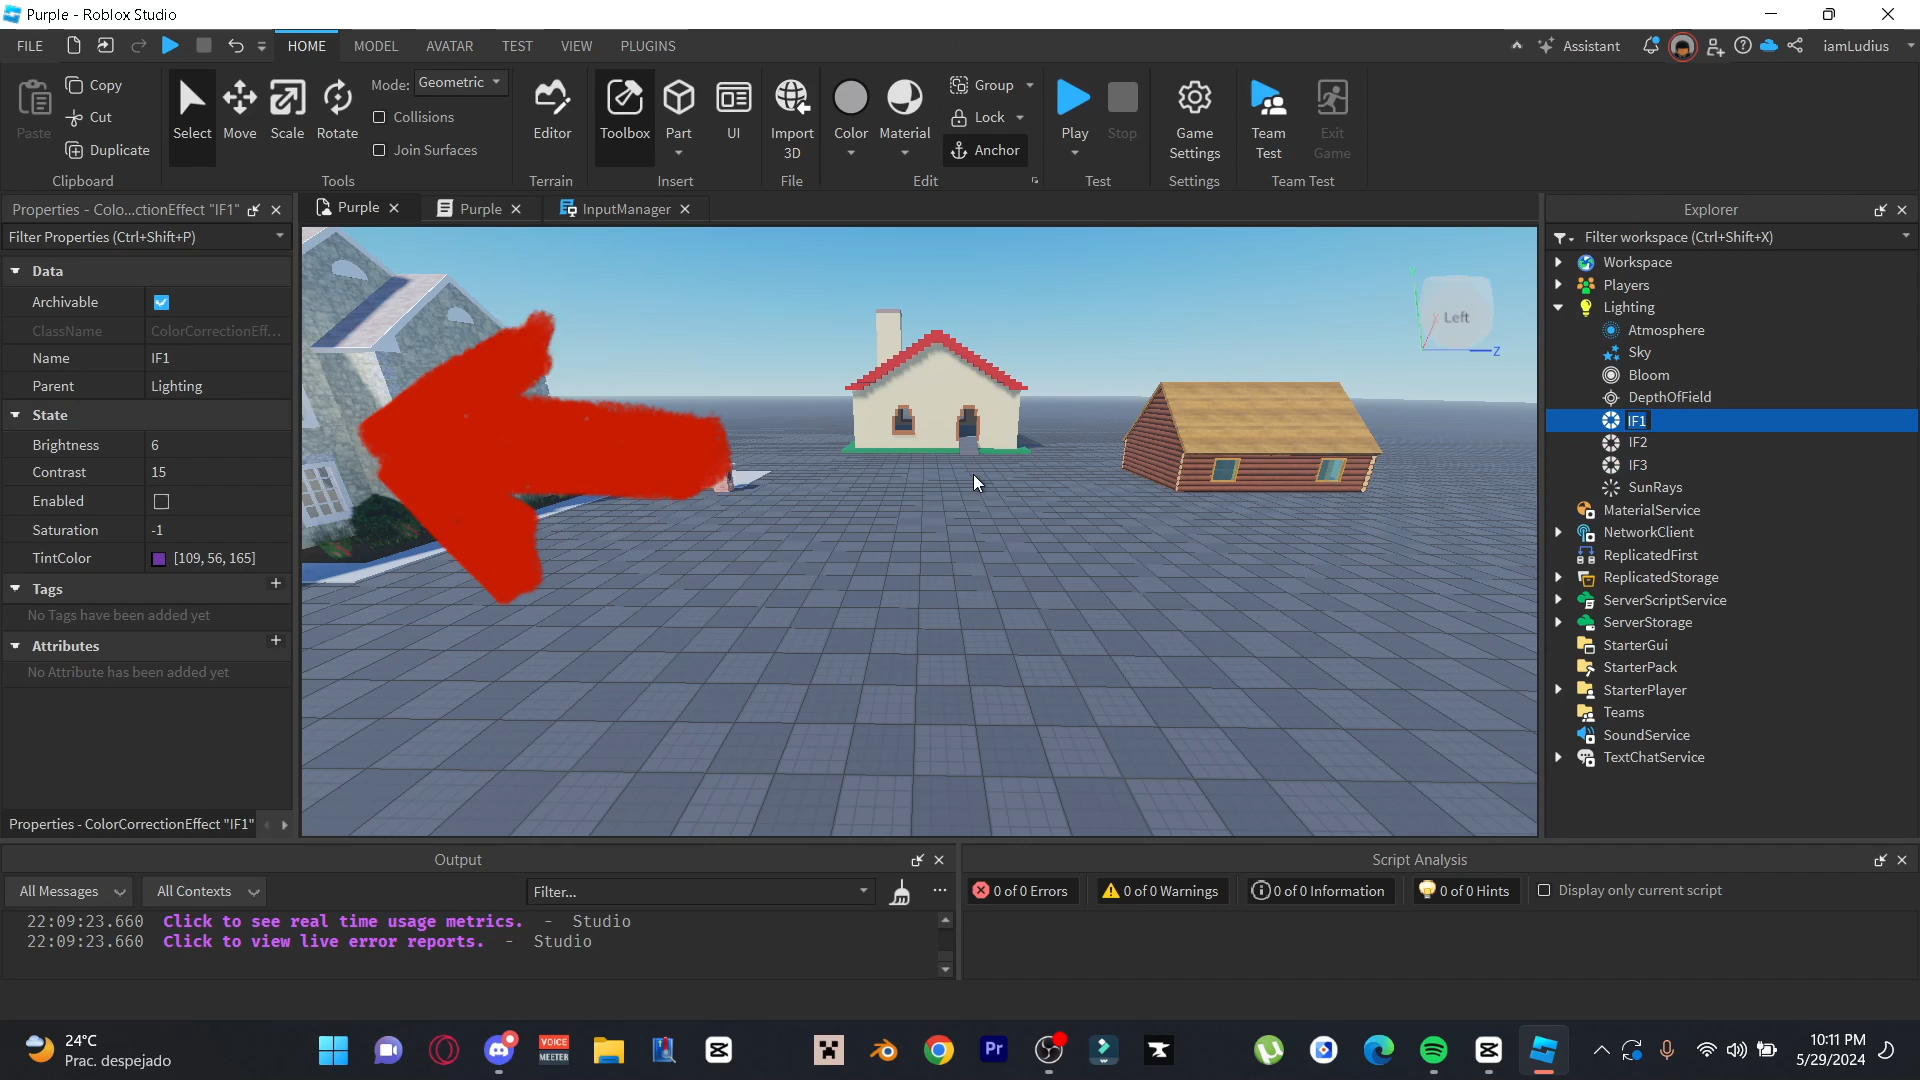 Purple - Roblox Studio
FILE HOME MODEL AVATAR TEST VIEW PLUGINS Assistant iamLudius
Paste Copy Cut Duplicate Clipboard
Select Move Scale Rotate Mode: Geometric Collisions Join Surfaces Tools
Editor Terrain
Toolbox Part UI Insert
Import 3D File
Color Material Group Lock Anchor Edit
Play Stop Test
Game Settings Settings
Team Test Exit Game Team Test
Properties - Colo...ctionEffect "IF1"
Filter Properties (Ctrl+Shift+P)
Data
Archivable
ClassName ColorCorrectionEff...
Name IF1
Parent Lighting
State
Brightness 6
Contrast 15
Enabled
Saturation -1
TintColor [109, 56, 165]
Tags +
No Tags have been added yet
Attributes +
No Attribute has been added yet
Properties - ColorCorrectionEffect "IF1"
Purple Purple InputManager
Y
Left
X
Z
Explorer
Filter workspace (Ctrl+Shift+X)
Workspace
Players
Lighting
Atmosphere
Sky
Bloom
DepthOfField
IF1
IF2
IF3
SunRays
MaterialService
NetworkClient
ReplicatedFirst
ReplicatedStorage
ServerScriptService
ServerStorage
StarterGui
StarterPack
StarterPlayer
Teams
SoundService
TextChatService
Output
All Messages All Contexts Filter...
22:09:23.660 Click to see real time usage metrics. - Studio
22:09:23.660 Click to view live error reports. - Studio
Script Analysis
0 of 0 Errors 0 of 0 Warnings 0 of 0 Information 0 of 0 Hints Display only current script
24°C
Prac. despejado
VOICE
MEETER
Pr
10:11 PM
5/29/2024